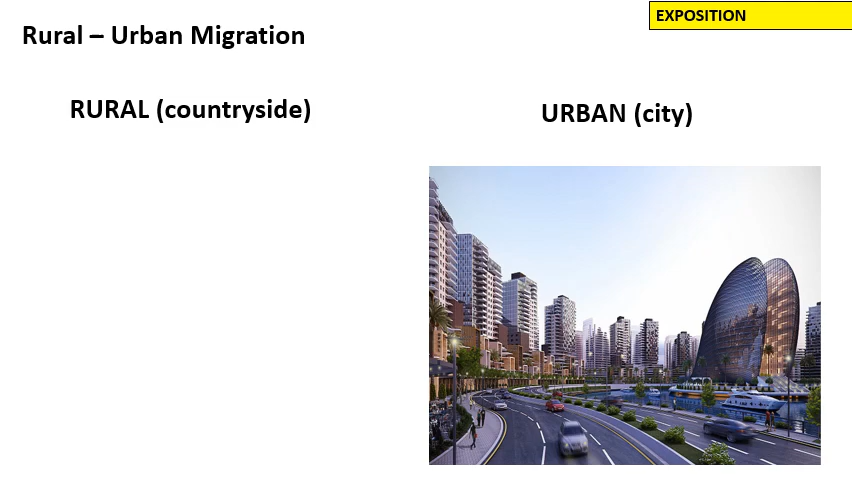 EXPOSITION
Rural – Urban Migration
RURAL (countryside)
URBAN (city)